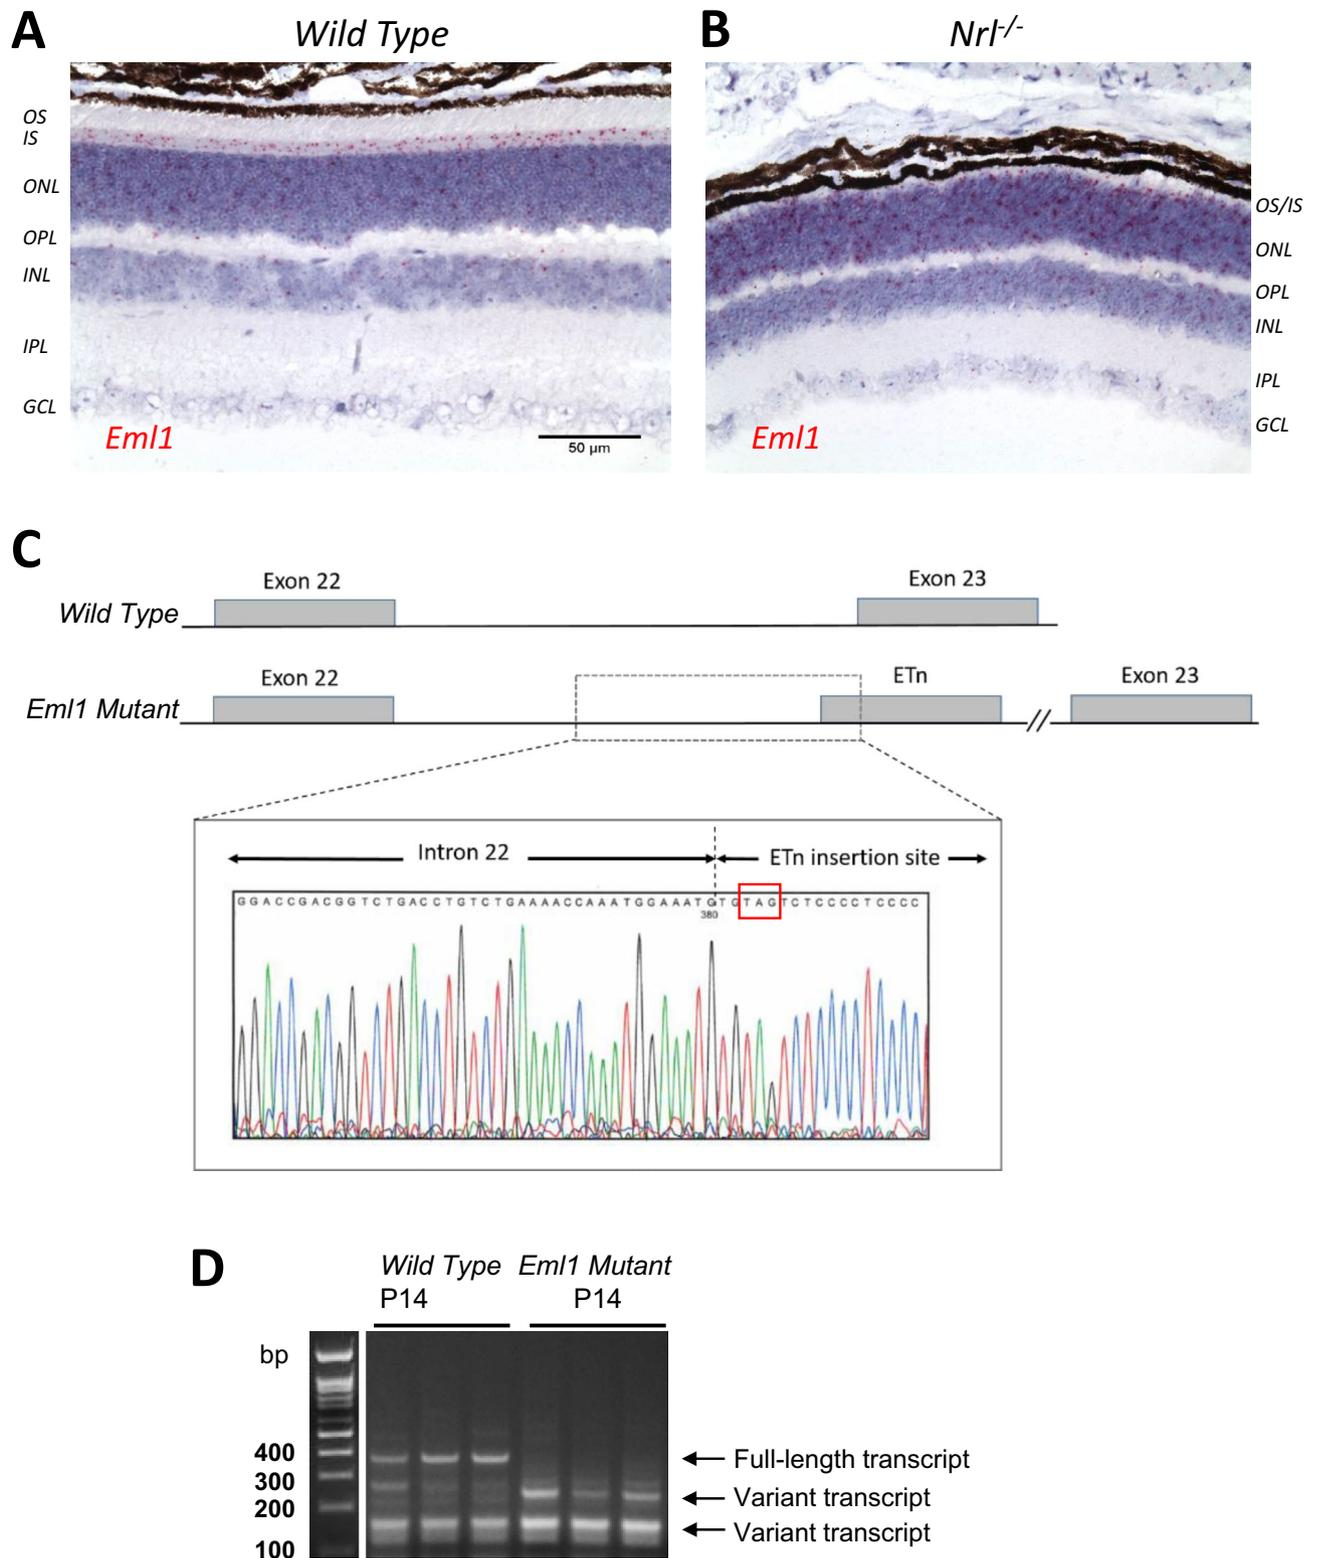 A
Wild Type
B
Nrl-/-
OS
IS
ONL
OPL
INL
IPL
GCL
Eml1
50 µm
OS/IS
ONL
OPL
INL
IPL
GCL
Eml1
C
Exon 22
Exon 23
Wild Type
Exon 22
ETn
Exon 23
Eml1 Mutant
Intron 22
ETn insertion site
GGACCGACGGTCTGACCTGTCTGAAAACCAAATGGAAATGTGTAGTCTCCCCTCCCC
380
D
Wild Type Eml1 Mutant
P14 P14
bp
400
300
200
100
Full-length transcript
Variant transcript
Variant transcript